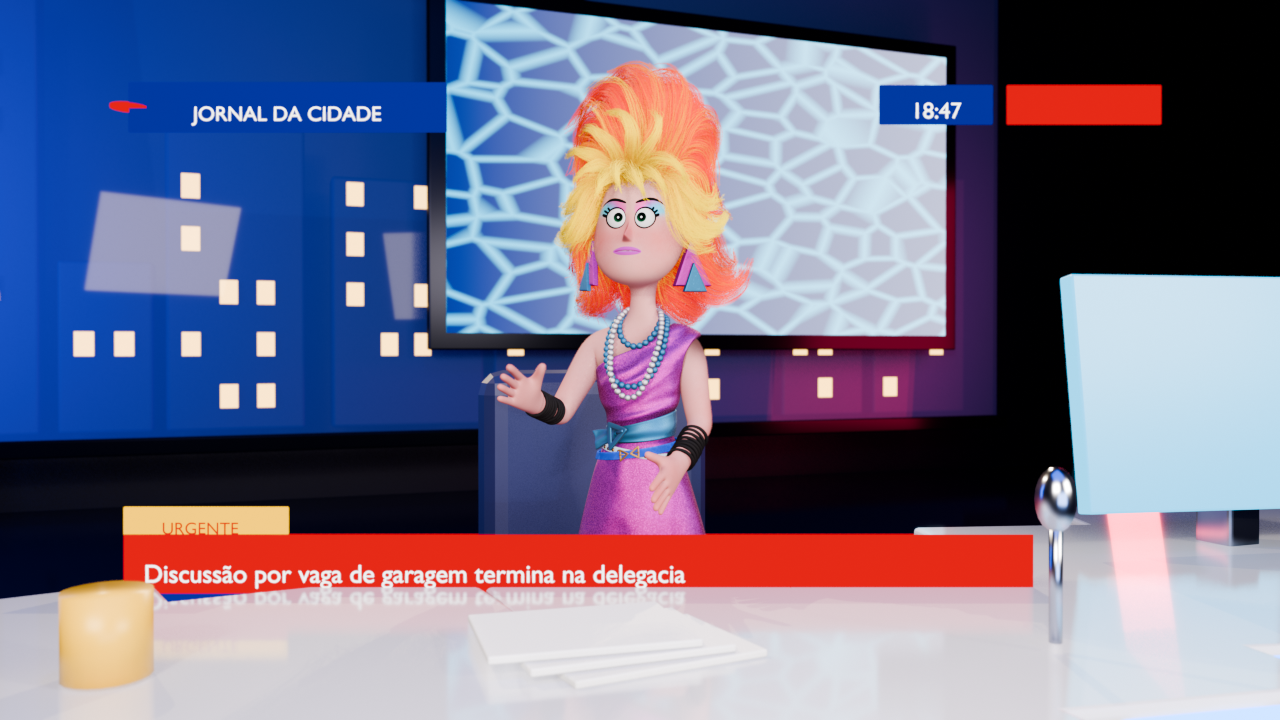 JORNAL DA CIDADE
18:47
URGENTE
Discussão por vaga de garagem termina na delegacia